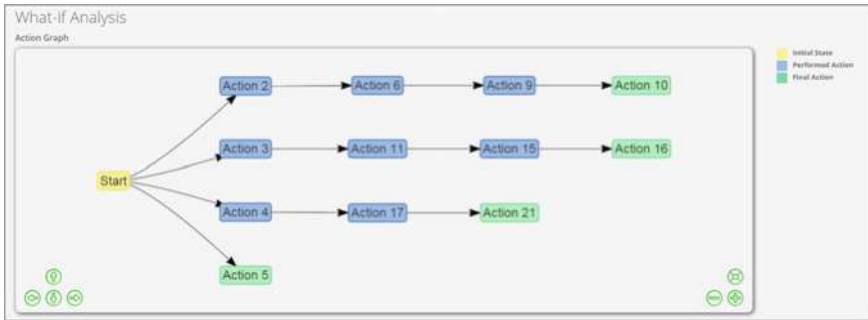 What-if Analysis
Action Graph
Initial State
Performed Action
Final Action
Action 2
Action 6
Action 9
Action 10
Action 3
Action 11
Action 15
Action 16
Start
Action 4
Action 17
Action 21
Action 5